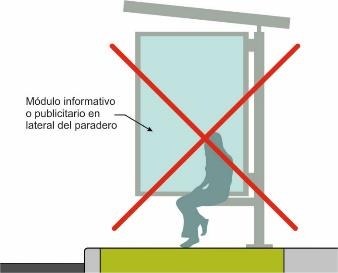 Módulo informativo
o publicitario en
lateral del paradero